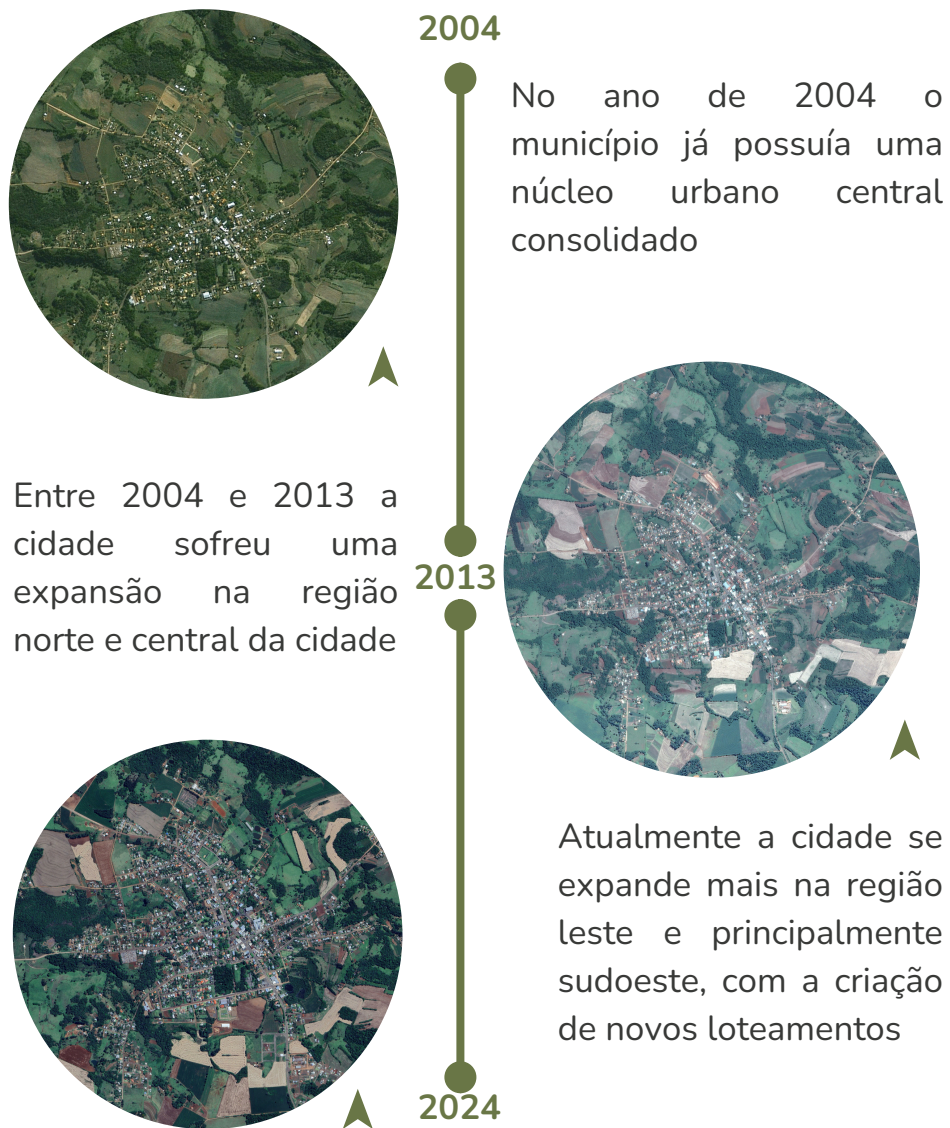 2004
No ano de 2004 o
município já possuía uma
núcleo urbano central
consolidado
Entre 2004 e 2013 a
cidade sofreu uma
expansão na região
norte e central da cidade
2013
Atualmente a cidade se
expande mais na região
leste e principalmente
sudoeste, com a criação
de novos loteamentos
2024